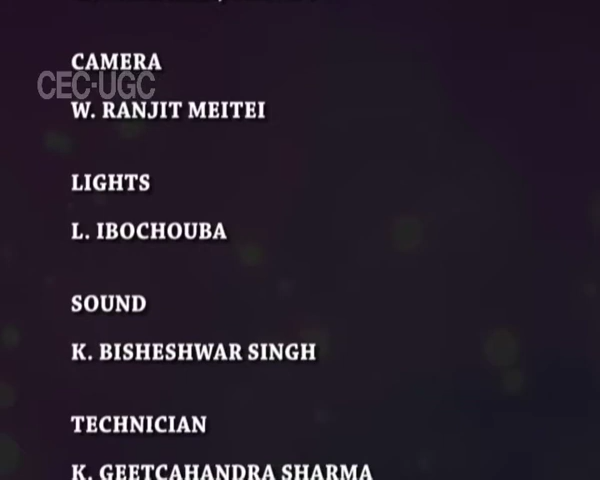 CAMERA
CEC-UGC
W. RANJIT MEITEI
LIGHTS
L. IBOCHOUBA
SOUND
K. BISHESHWAR SINGH
TECHNICIAN
K. GEETCAHANDRA SHARMA